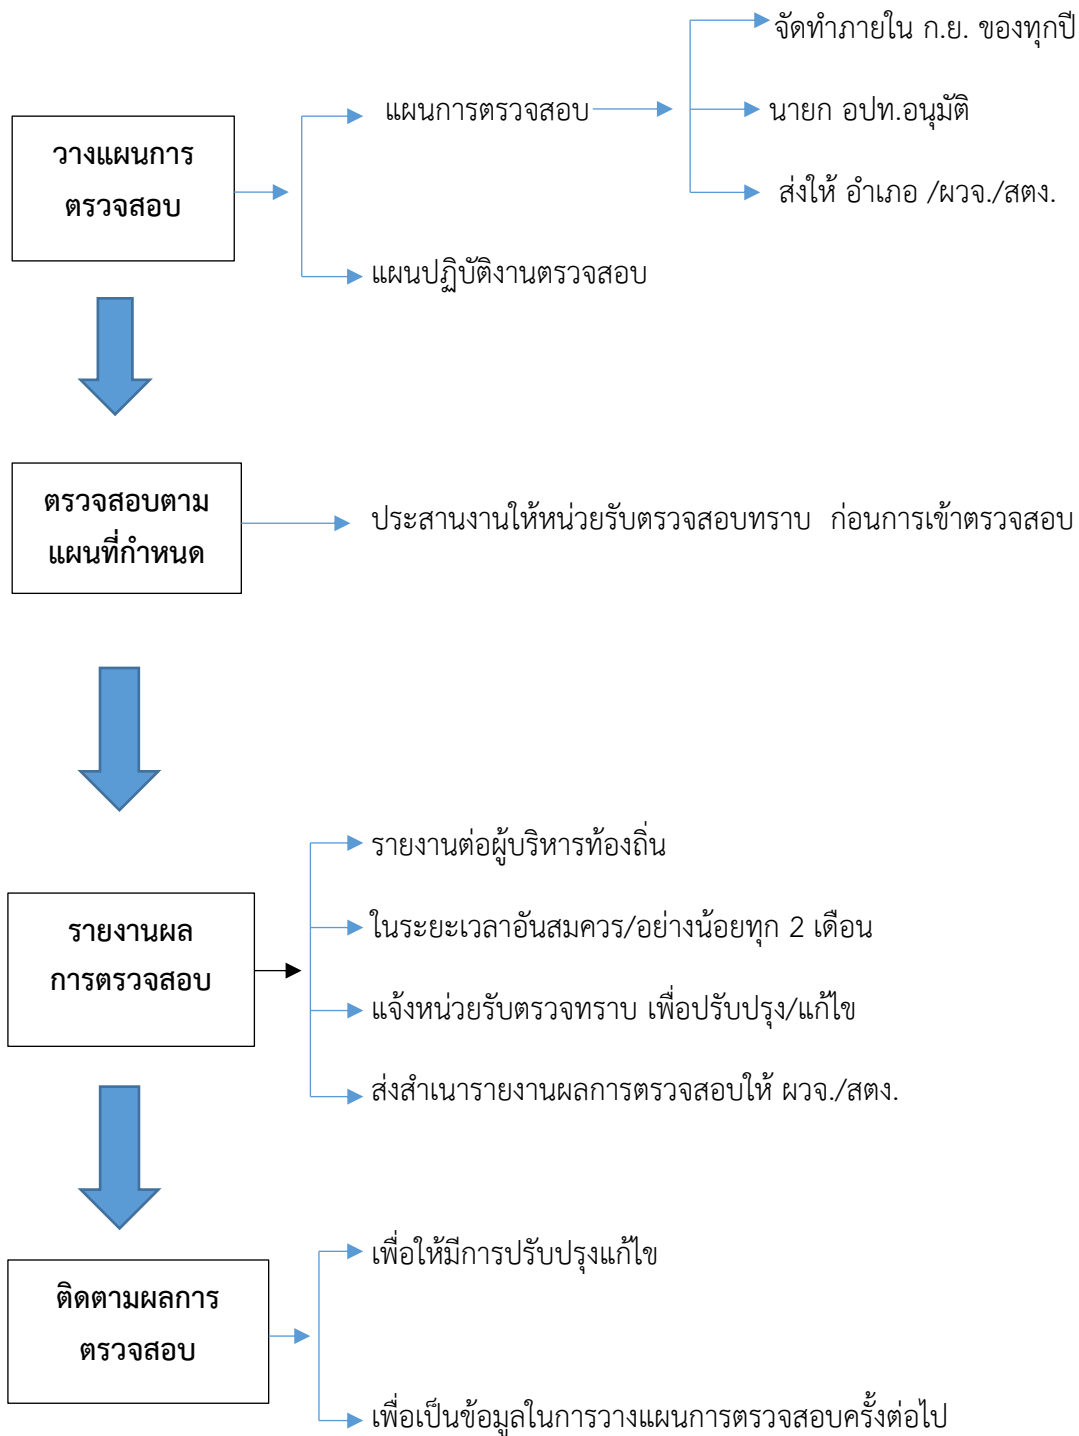 จัดทำภายใน ก.ย. ของทุกปี
แผนการตรวจสอบ
นายก อปท.อนุมัติ
วางแผนการ
ตรวจสอบ
ส่งให้ อำเภอ /ผวจ./สตง.
แผนปฏิบัติงานตรวจสอบ
ตรวจสอบตาม
แผนที่กำหนด
ประสานงานให้หน่วยรับตรวจสอบทราบ ก่อนการเข้าตรวจสอบ
รายงานต่อผู้บริหารท้องถิ่น
รายงานผล
การตรวจสอบ
ในระยะเวลาอันสมควร/อย่างน้อยทุก 2 เดือน
แจ้งหน่วยรับตรวจทราบ เพื่อปรับปรุง/แก้ไข
ส่งสำเนารายงานผลการตรวจสอบให้ ผวจ./สตง.
เพื่อให้มีการปรับปรุงแก้ไข
ติดตามผลการ
ตรวจสอบ
เพื่อเป็นข้อมูลในการวางแผนการตรวจสอบครั้งต่อไป